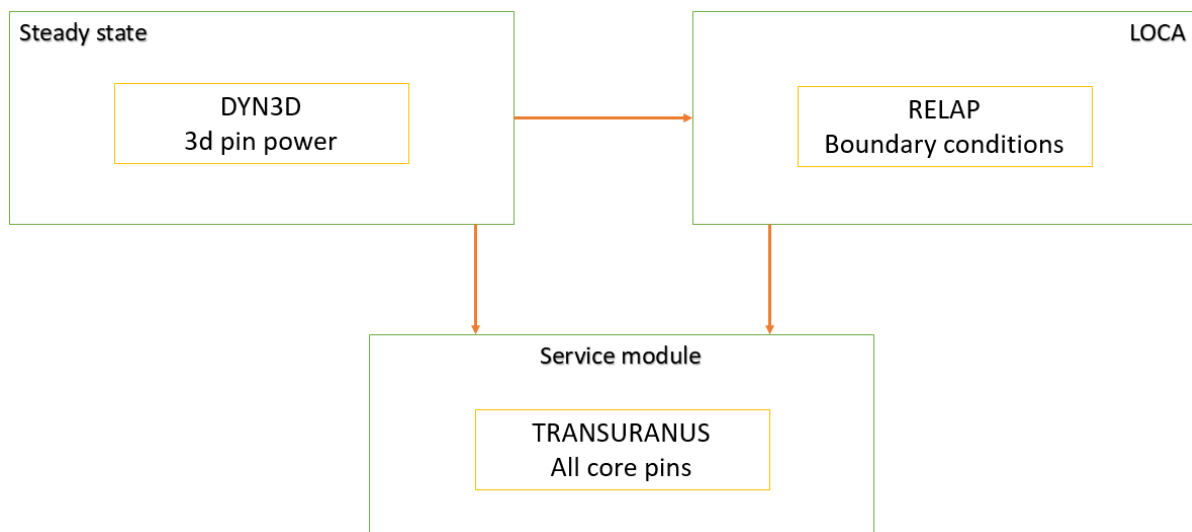 Steady state
DYN3D
3d pin power
LOCA
RELAP
Boundary conditions
Service module
TRANSURANUS
All core pins